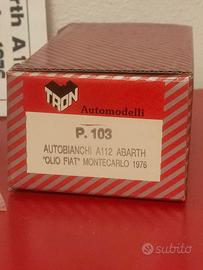 TRON
Automodelli
P. 103
AUTOBIANCHI A112 ABARTH
"OLIO FIAT" MONTECARLO 1976
subito